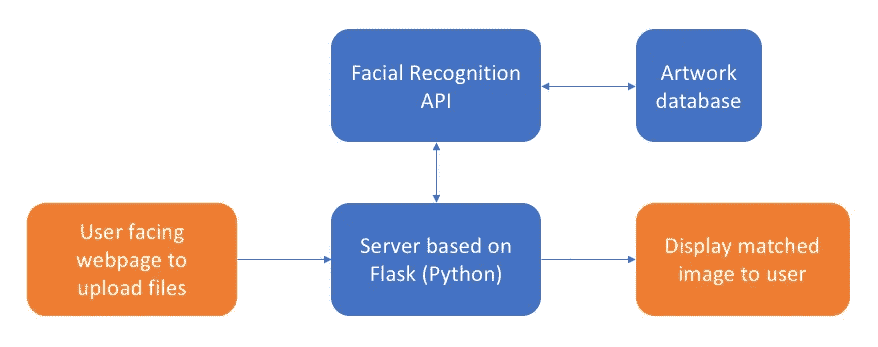 Facial Recognition
API
Artwork
database
User facing
webpage to
upload files
Server based on
Flask (Python)
Display matched
image to user